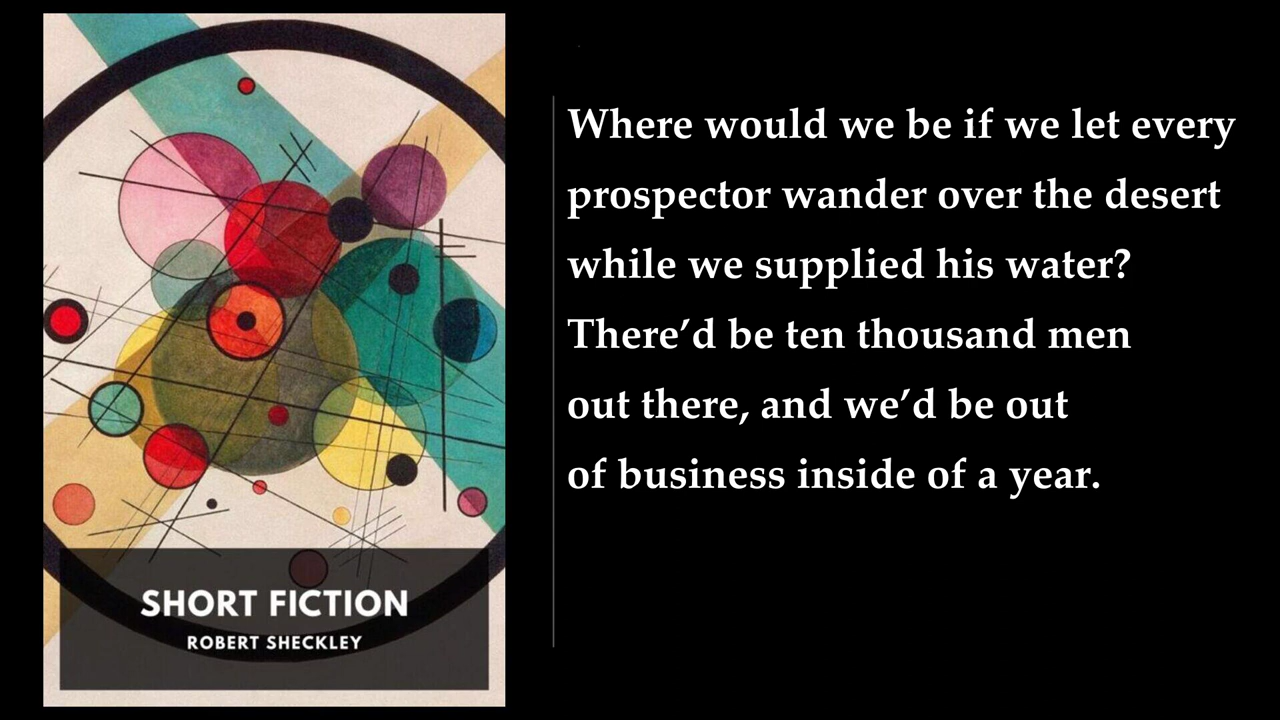 SHORT FICTION
ROBERT SHECKLEY
Where would we be if we let every
prospector wander over the desert
while we supplied his water?
There’d be ten thousand men
out there, and we’d be out
of business inside of a year.